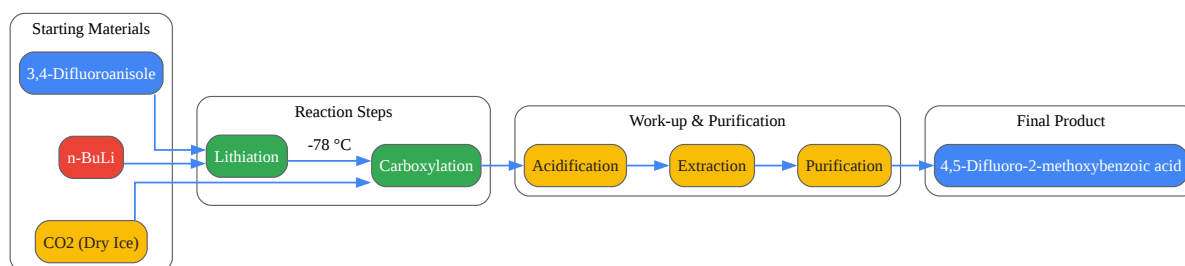 Starting Materials
3,4-Difluoroanisole
n-BuLi
CO2 (Dry Ice)
Reaction Steps
Lithiation
-78 °C
Carboxylation
Work-up & Purification
Acidification
Extraction
Purification
Final Product
4,5-Difluoro-2-methoxybenzoic acid